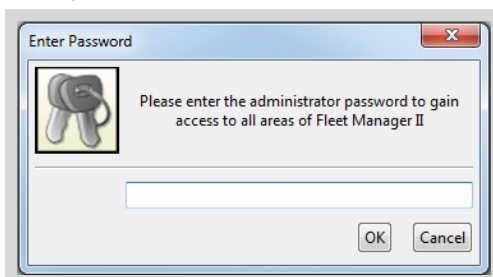 Enter Password
Please enter the administrator password to gain
access to all areas of Fleet Manager II
OK Cancel